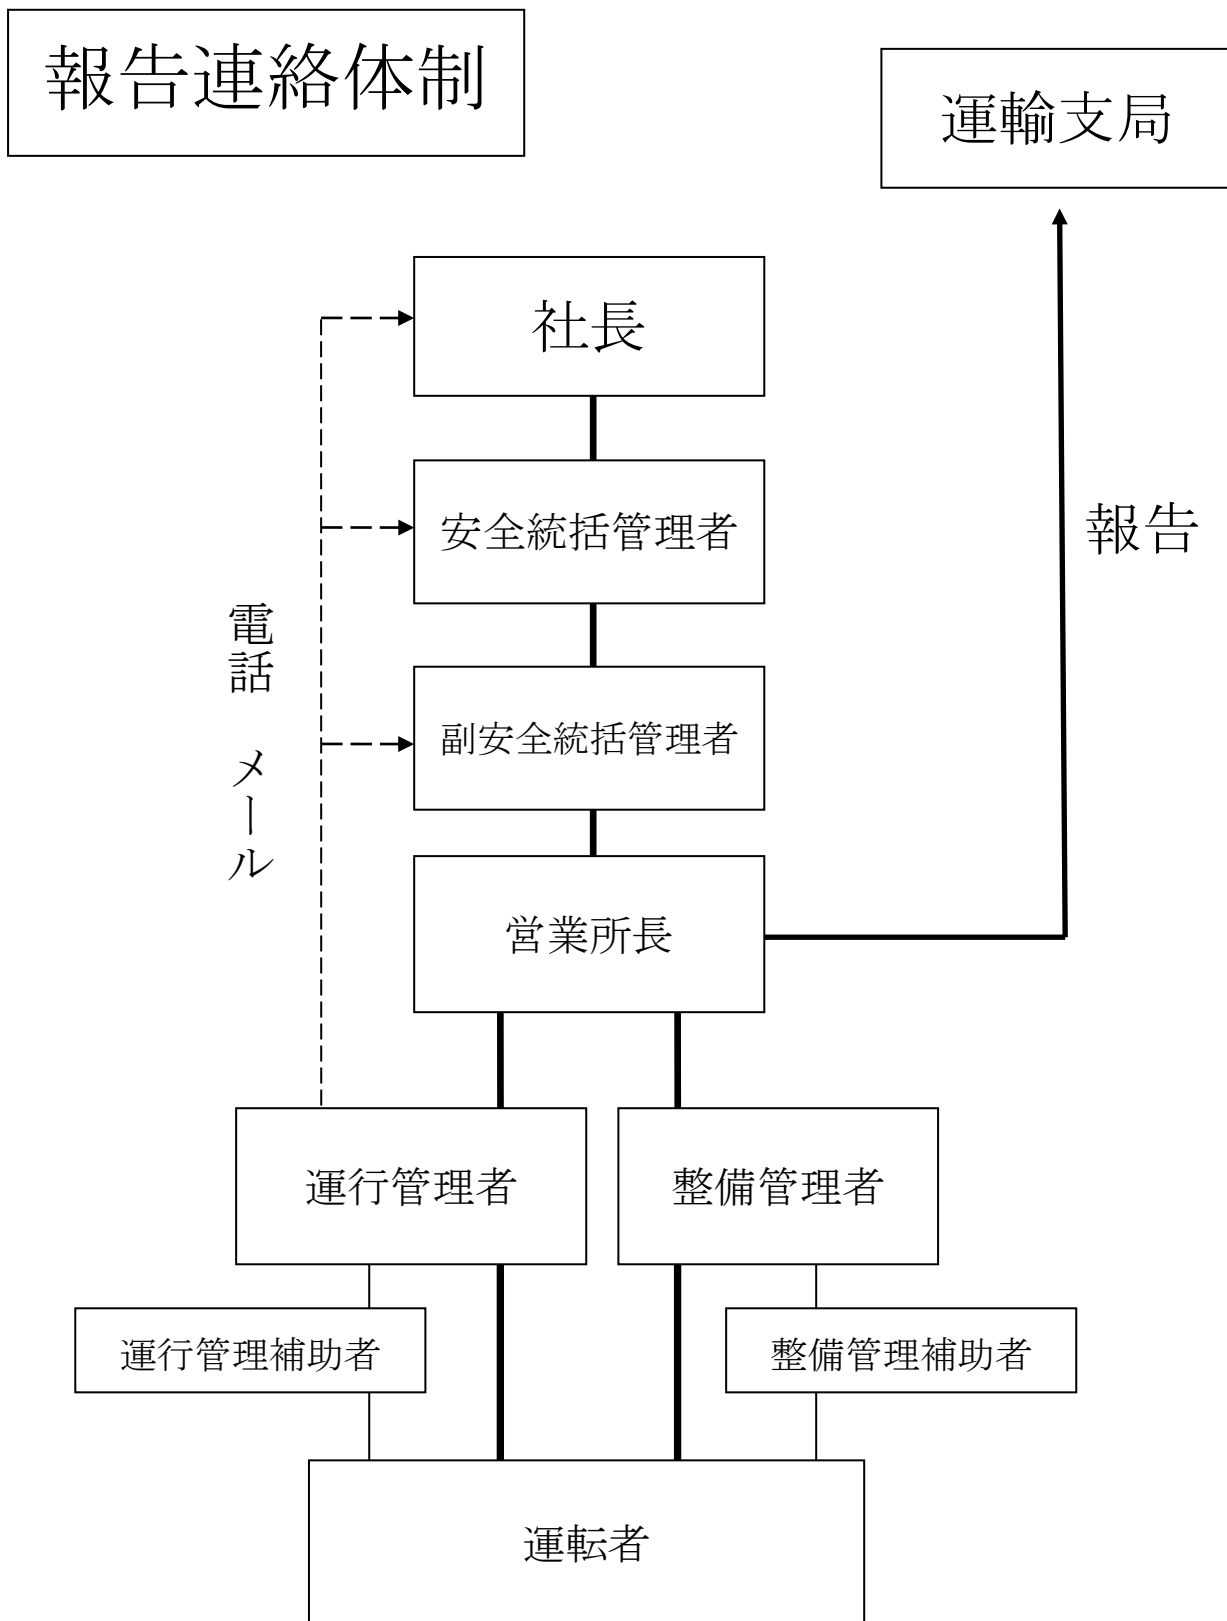 報告連絡体制
運輸支局
社長
安全統括管理者
報告
電話　メール
副安全統括管理者
営業所長
運行管理者
整備管理者
運行管理補助者
整備管理補助者
運転者